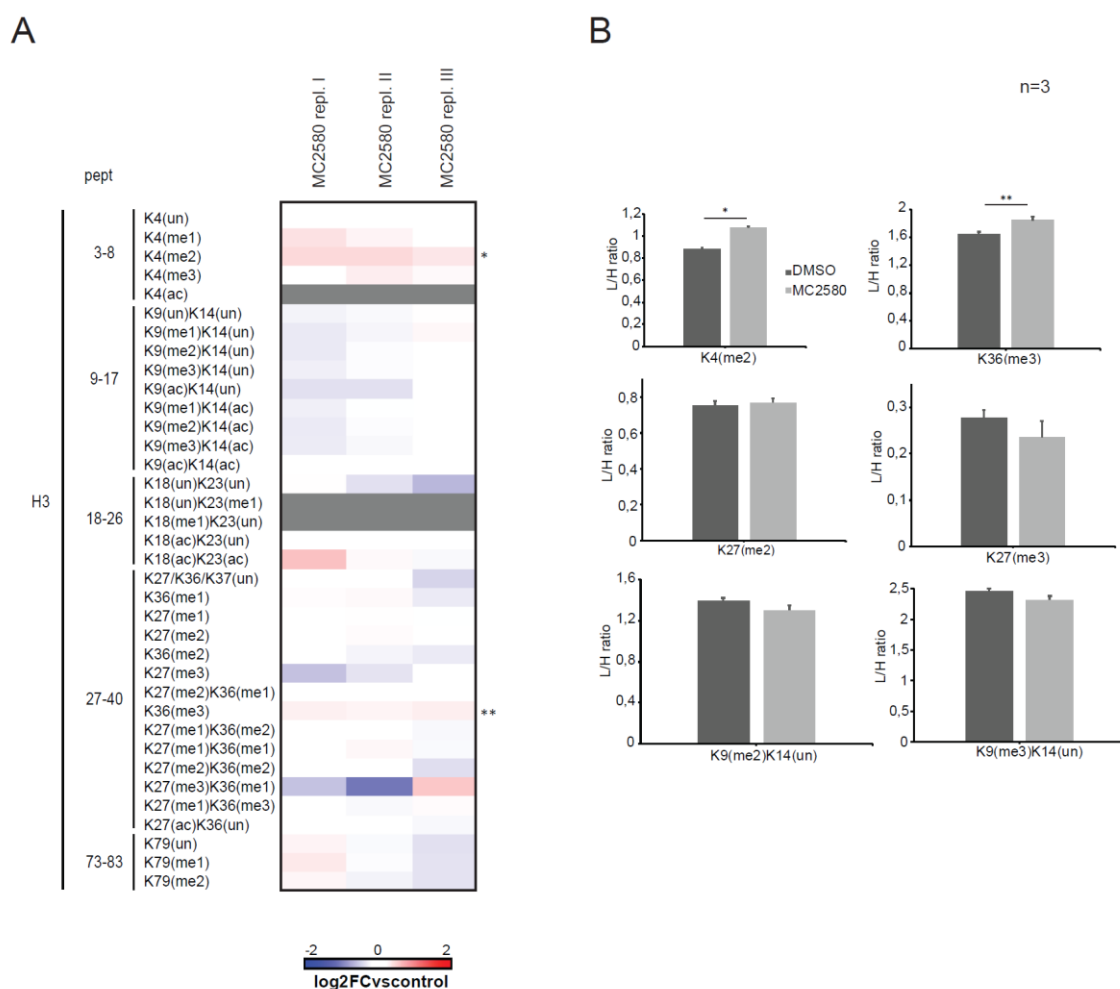 A
B
n=3
MC2580 repl. I
MC2580 repl. II
MC2580 repl. III
pept
H3
3-8
K4(un)
K4(me1)
K4(me2)
*
K4(me3)
K4(ac)
9-17
K9(un)K14(un)
K9(me1)K14(un)
K9(me2)K14(un)
K9(me3)K14(un)
K9(ac)K14(un)
K9(me1)K14(ac)
K9(me2)K14(ac)
K9(me3)K14(ac)
K9(ac)K14(ac)
18-26
K18(un)K23(un)
K18(un)K23(me1)
K18(me1)K23(un)
K18(ac)K23(un)
K18(ac)K23(ac)
27-40
K27/K36/K37(un)
K36(me1)
K27(me1)
K27(me2)
K36(me2)
K27(me3)
K27(me2)K36(me1)
K36(me3)
**
K27(me1)K36(me2)
K27(me1)K36(me1)
K27(me2)K36(me2)
K27(me3)K36(me1)
K27(me1)K36(me3)
K27(ac)K36(un)
73-83
K79(un)
K79(me1)
K79(me2)
-2 0 2
log2FCvscontrol
L/H ratio
1,2
1
0,8
0,6
0,4
0,2
0
*
K4(me2)
DMSO
MC2580
L/H ratio
2
1,6
1,2
0,8
0,4
0
**
K36(me3)
L/H ratio
0,8
0,6
0,4
0,2
0
K27(me2)
L/H ratio
0,3
0,2
0,1
0
K27(me3)
L/H ratio
1,6
1,2
0,8
0,4
0
K9(me2)K14(un)
L/H ratio
2,5
2
1,5
1
0,5
0
K9(me3)K14(un)